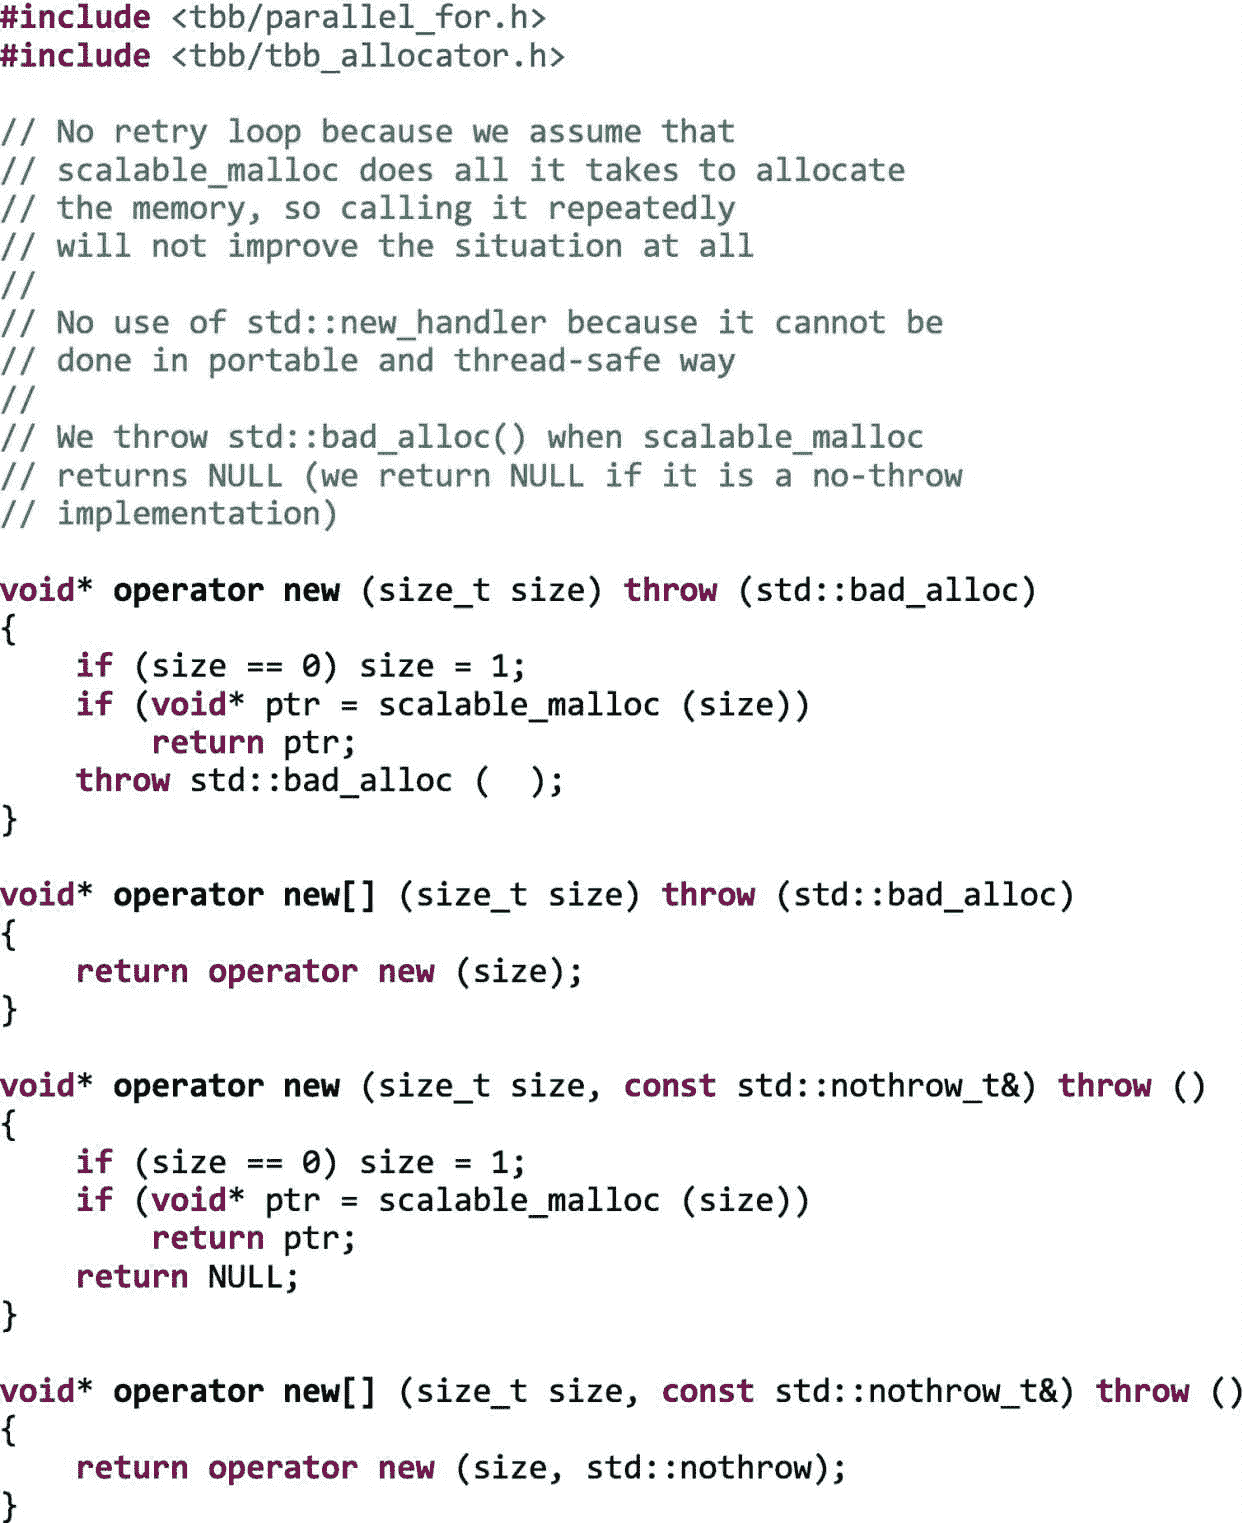 #include <tbb/parallel_for.h>
#include <tbb/tbb_allocator.h>

// No retry loop because we assume that
// scalable_malloc does all it takes to allocate
// the memory, so calling it repeatedly
// will not improve the situation at all
//
// No use of std::new_handler because it cannot be
// done in portable and thread-safe way
//
// We throw std::bad_alloc() when scalable_malloc
// returns NULL (we return NULL if it is a no-throw
// implementation)

void* operator new (size_t size) throw (std::bad_alloc)
{
    if (size == 0) size = 1;
    if (void* ptr = scalable_malloc (size))
        return ptr;
    throw std::bad_alloc (  );
}

void* operator new[] (size_t size) throw (std::bad_alloc)
{
    return operator new (size);
}

void* operator new (size_t size, const std::nothrow_t&) throw ()
{
    if (size == 0) size = 1;
    if (void* ptr = scalable_malloc (size))
        return ptr;
    return NULL;
}

void* operator new[] (size_t size, const std::nothrow_t&) throw ()
{
    return operator new (size, std::nothrow);
}